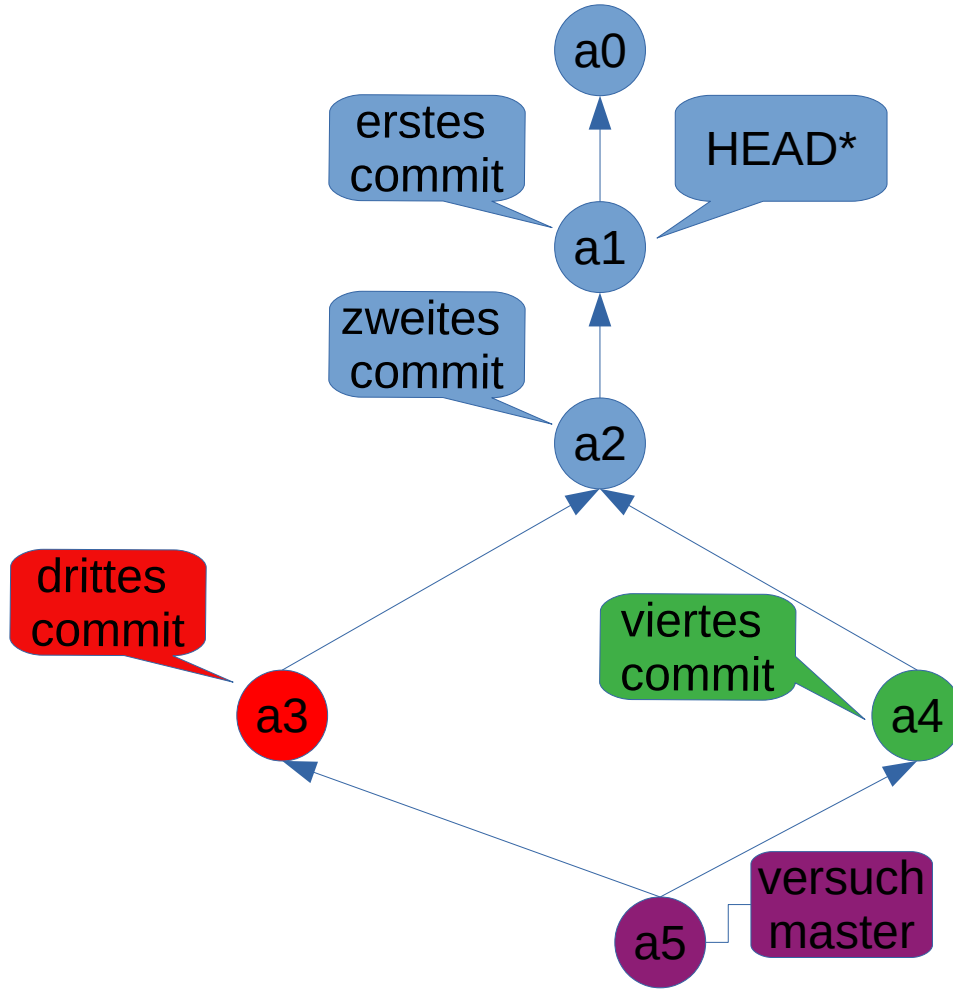 a0
erstes
commit
HEAD*
a1
zweites
commit
a2
drittes
commit
viertes
commit
a3
a4
versuch
master
a5